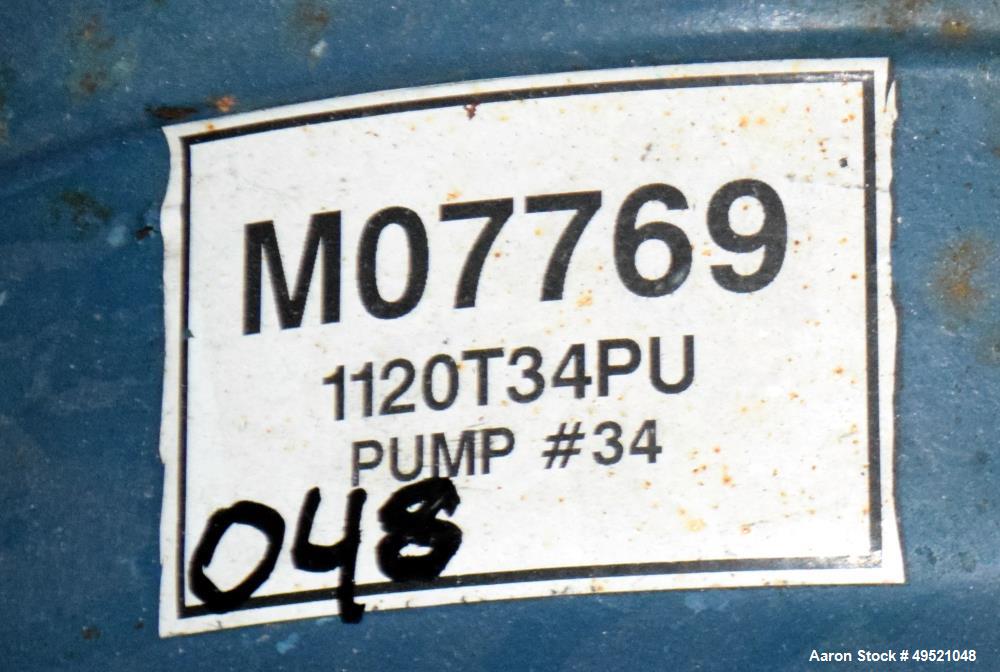 M07769
1120T34PU
PUMP #34
048
Aaron Stock # 49521048